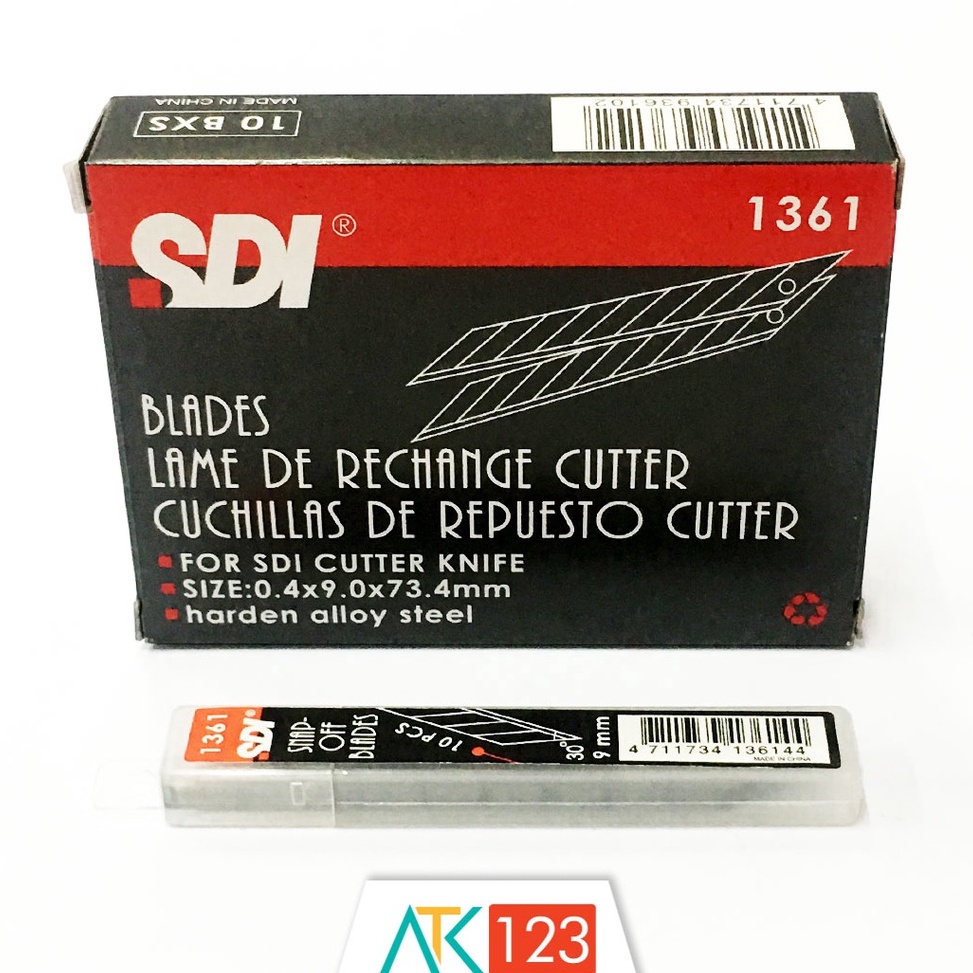 MADE IN CHINA
10 BXS
4 711734 936102
1361
SDI®
BLADES
LAME DE RECHANGE CUTTER
CUCHILLAS DE REPUESTO CUTTER
FOR SDI CUTTER KNIFE
SIZE:0.4x9.0x73.4mm
harden alloy steel
1361
SDI®
SNAP-
OFF
BLADES
10 PCS
30°
9 mm
4 711734 136144
MADE IN CHINA
ATK 123